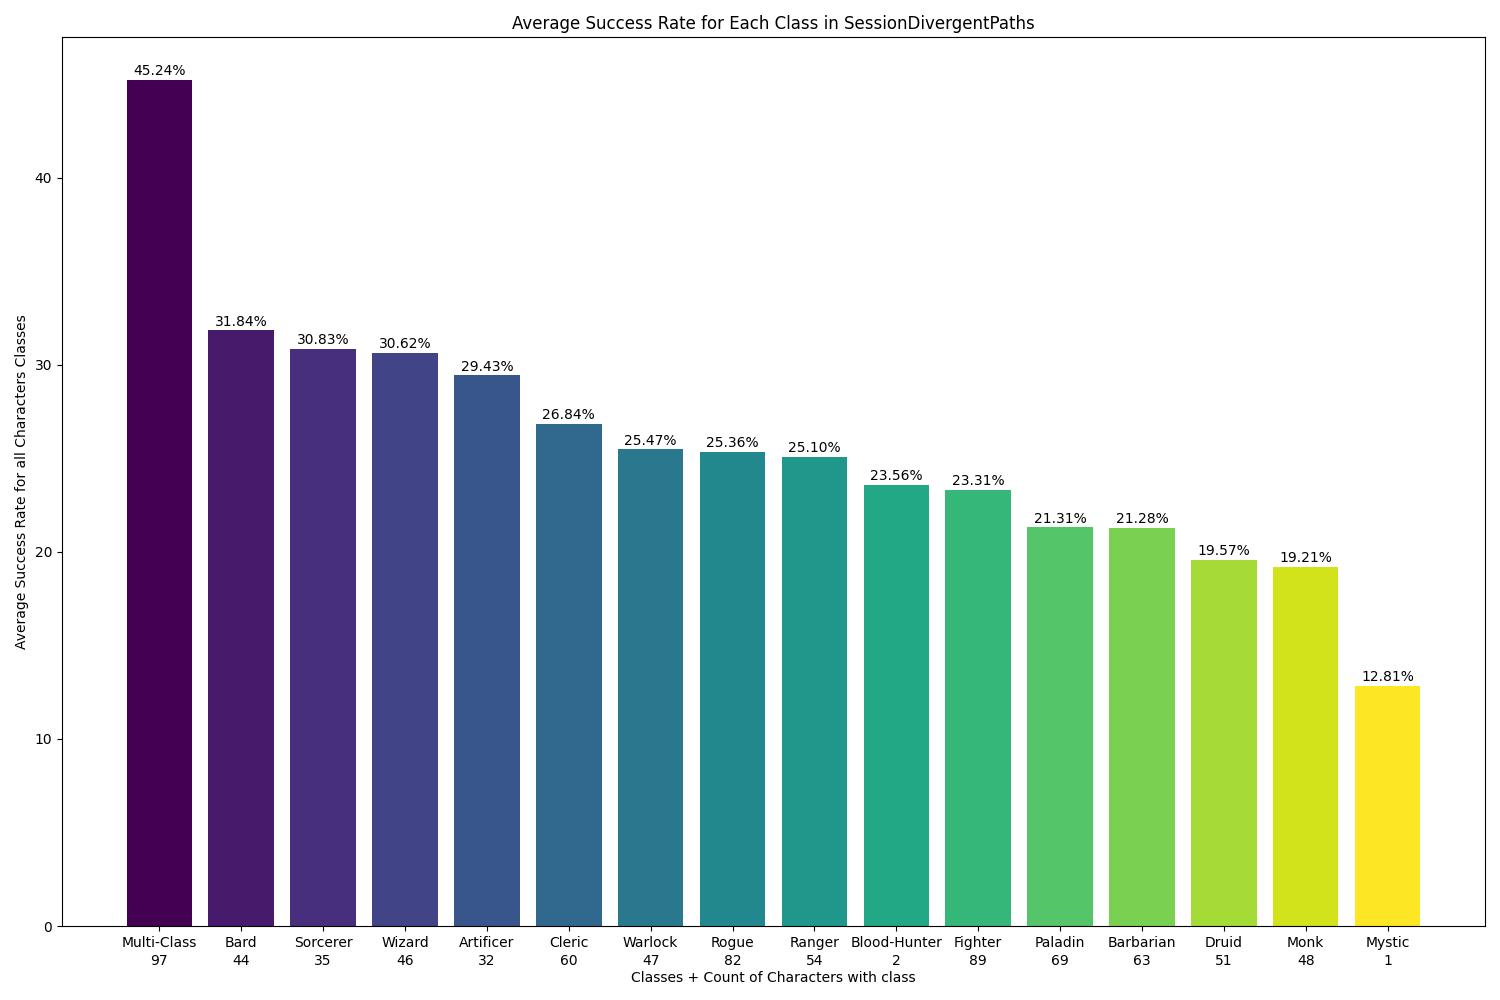 Average Success Rate for Each Class in SessionDivergentPaths
Average Success Rate for all Characters Classes
40
30
20
10
0
45.24%
31.84%
30.83%
30.62%
29.43%
26.84%
25.47%
25.36%
25.10%
23.56%
23.31%
21.31%
21.28%
19.57%
19.21%
12.81%
Multi-Class
97
Bard
44
Sorcerer
35
Wizard
46
Artificer
32
Cleric
60
Warlock
47
Rogue
82
Ranger
54
Blood-Hunter
2
Fighter
89
Paladin
69
Barbarian
63
Druid
51
Monk
48
Mystic
1
Classes + Count of Characters with class